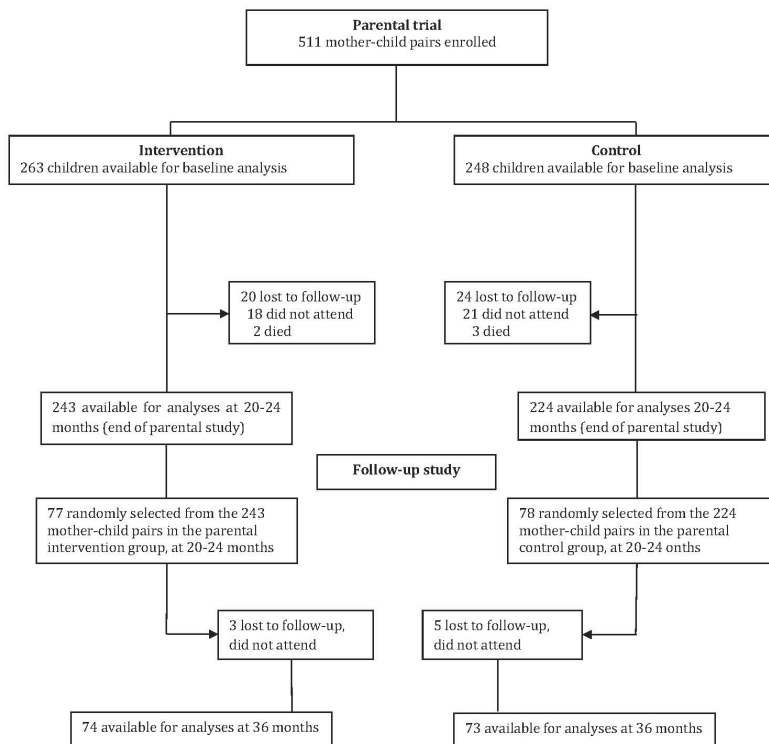 Parental trial
511 mother-child pairs enrolled
Intervention
263 children available for baseline analysis
Control
248 children available for baseline analysis
20 lost to follow-up
18 did not attend
2 died
24 lost to follow-up
21 did not attend
3 died
243 available for analyses at 20-24
months (end of parental study)
224 available for analyses 20-24
months (end of parental study)
Follow-up study
77 randomly selected from the 243
mother-child pairs in the parental
intervention group, at 20-24 months
78 randomly selected from the 224
mother-child pairs in the parental
control group, at 20-24 onths
3 lost to follow-up,
did not attend
5 lost to follow-up,
did not attend
74 available for analyses at 36 months
73 available for analyses at 36 months